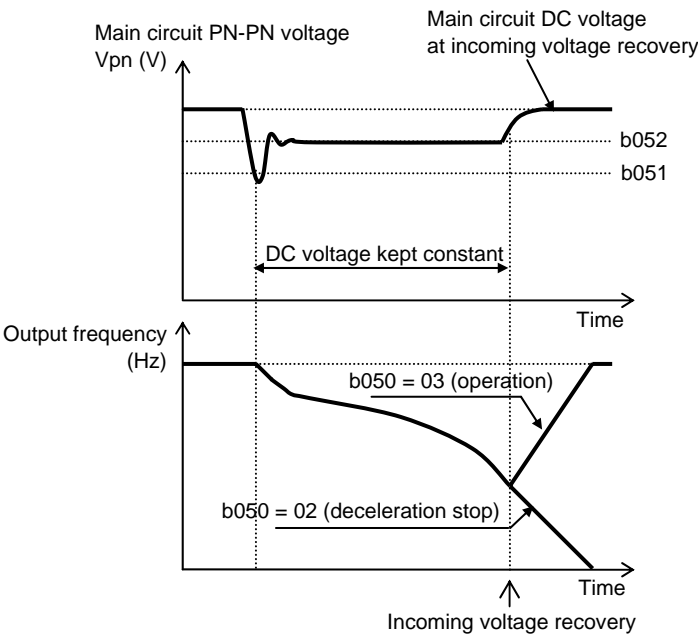 Main circuit PN-PN voltage
Vpn (V)
Main circuit DC voltage
at incoming voltage recovery
b052
b051
DC voltage kept constant
Time
Output frequency
(Hz)
b050 = 03 (operation)
b050 = 02 (deceleration stop)
Time
Incoming voltage recovery